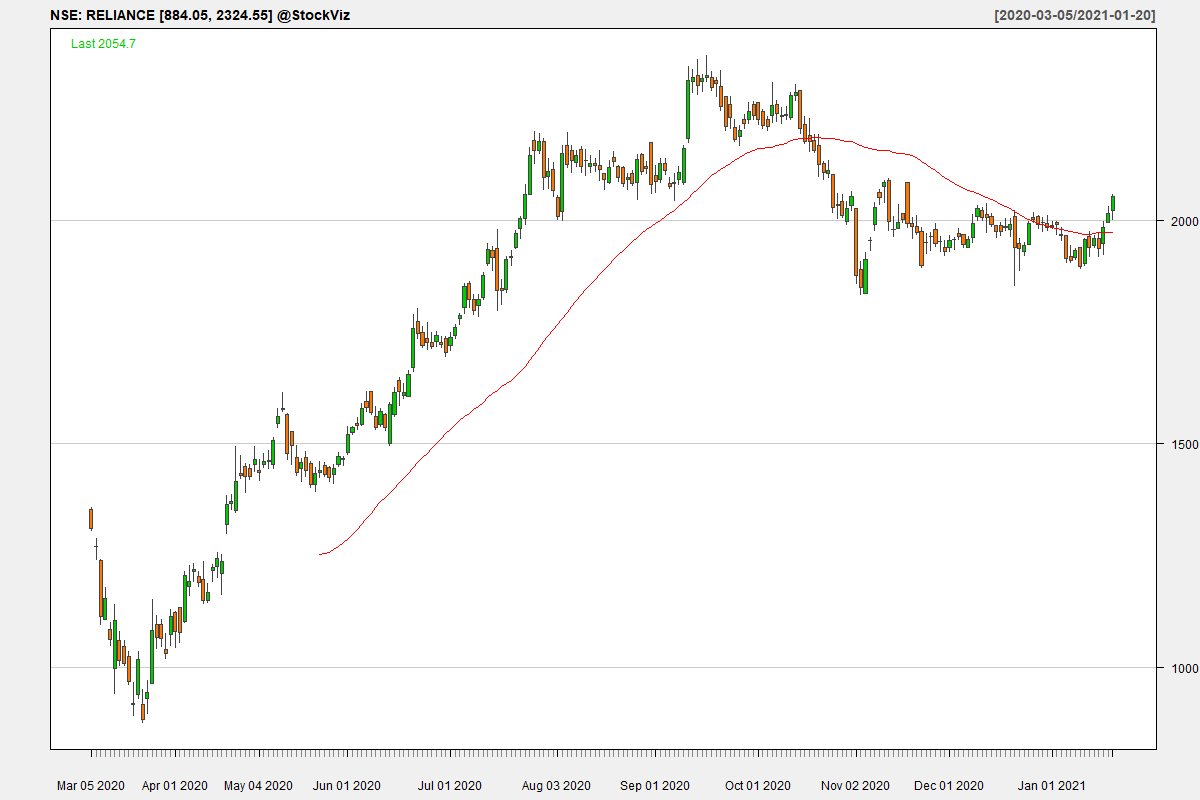 NSE: RELIANCE [884.05, 2324.55] @StockViz
[2020-03-05/2021-01-20]
Last 2054.7
2000
1500
1000
Mar 05 2020
Apr 01 2020
May 04 2020
Jun 01 2020
Jul 01 2020
Aug 03 2020
Sep 01 2020
Oct 01 2020
Nov 02 2020
Dec 01 2020
Jan 01 2021